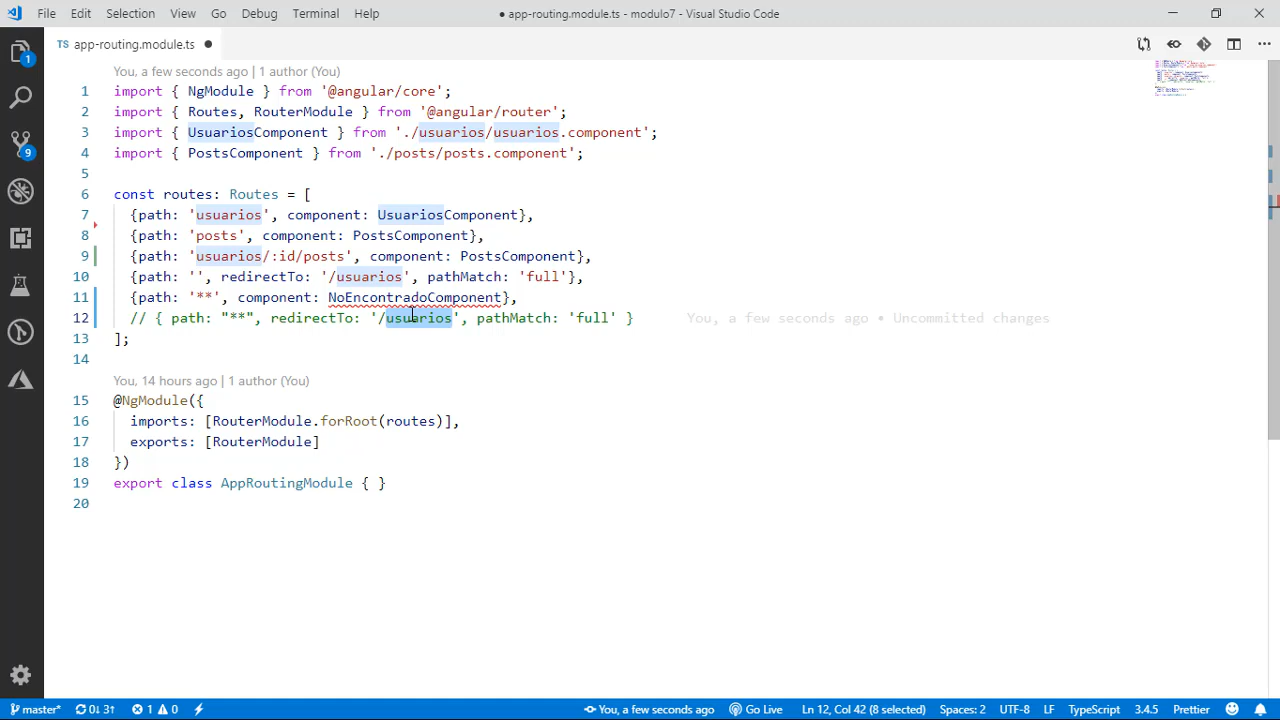 File Edit Selection View Go Debug Terminal Help
● app-routing.module.ts - modulo7 - Visual Studio Code
TS app-routing.module.ts ●
You, a few seconds ago | 1 author (You)
1 import { NgModule } from '@angular/core';
2 import { Routes, RouterModule } from '@angular/router';
3 import { UsuariosComponent } from './usuarios/usuarios.component';
4 import { PostsComponent } from './posts/posts.component';
5
6 const routes: Routes = [
7 {path: 'usuarios', component: UsuariosComponent},
8 {path: 'posts', component: PostsComponent},
9 {path: 'usuarios/:id/posts', component: PostsComponent},
10 {path: '', redirectTo: '/usuarios', pathMatch: 'full'},
11 {path: '**', component: NoEncontradoComponent},
12 // { path: "**", redirectTo: '/usuarios', pathMatch: 'full' } You, a few seconds ago • Uncommitted changes
13 ];
14
You, 14 hours ago | 1 author (You)
15 @NgModule({
16 imports: [RouterModule.forRoot(routes)],
17 exports: [RouterModule]
18 })
19 export class AppRoutingModule { }
20
1
9
master* 0↓ 3↑ 1 0 You, a few seconds ago Go Live Ln 12, Col 42 (8 selected) Spaces: 2 UTF-8 LF TypeScript 3.4.5 Prettier